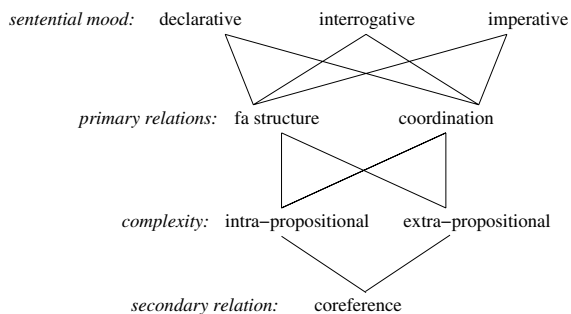 sentential mood: declarative interrogative imperative
primary relations: fa structure coordination
complexity: intra−propositional extra−propositional
secondary relation: coreference